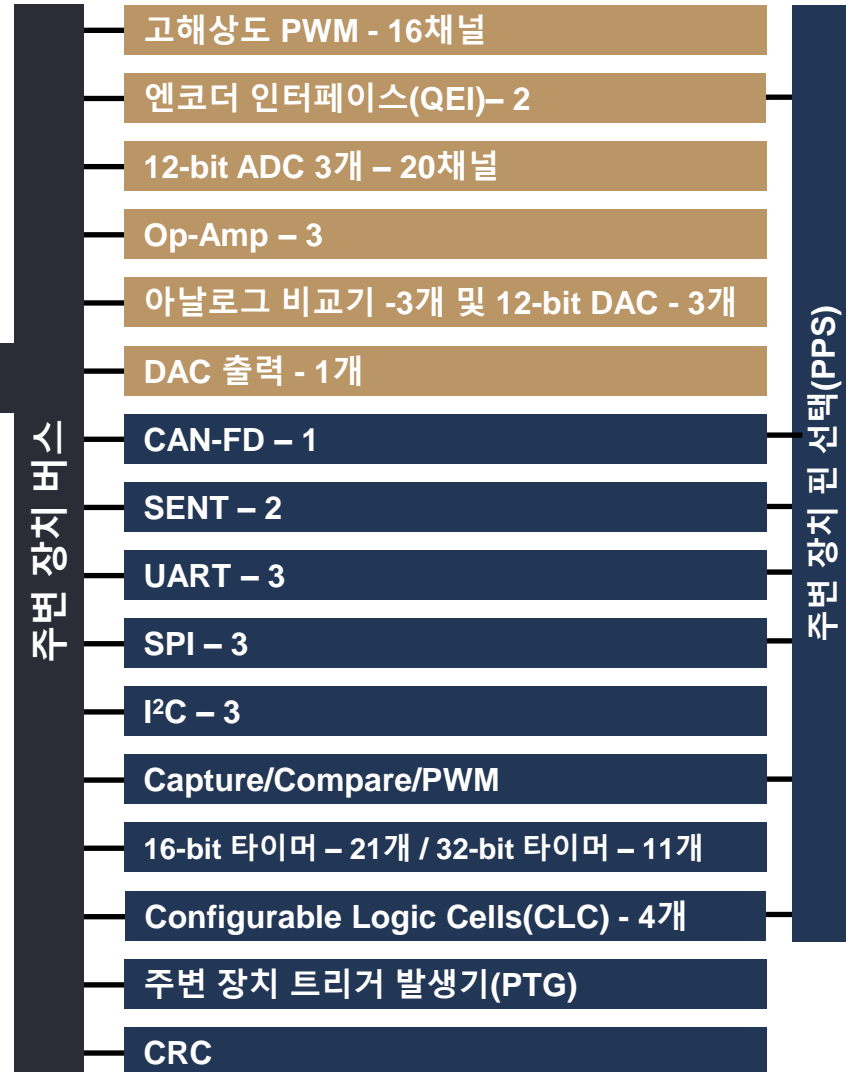 고해상도 PWM - 16채널
엔코더 인터페이스(QEI)– 2
12-bit ADC 3개 – 20채널
Op-Amp – 3
아날로그 비교기 -3개 및 12-bit DAC - 3개
DAC 출력 - 1개
CAN-FD – 1
SENT – 2
UART – 3
SPI – 3
I²C – 3
Capture/Compare/PWM
16-bit 타이머 – 21개 / 32-bit 타이머 – 11개
Configurable Logic Cells(CLC) - 4개
주변 장치 트리거 발생기(PTG)
CRC
주변 장치 버스
주변 장치 핀 선택(PPS)